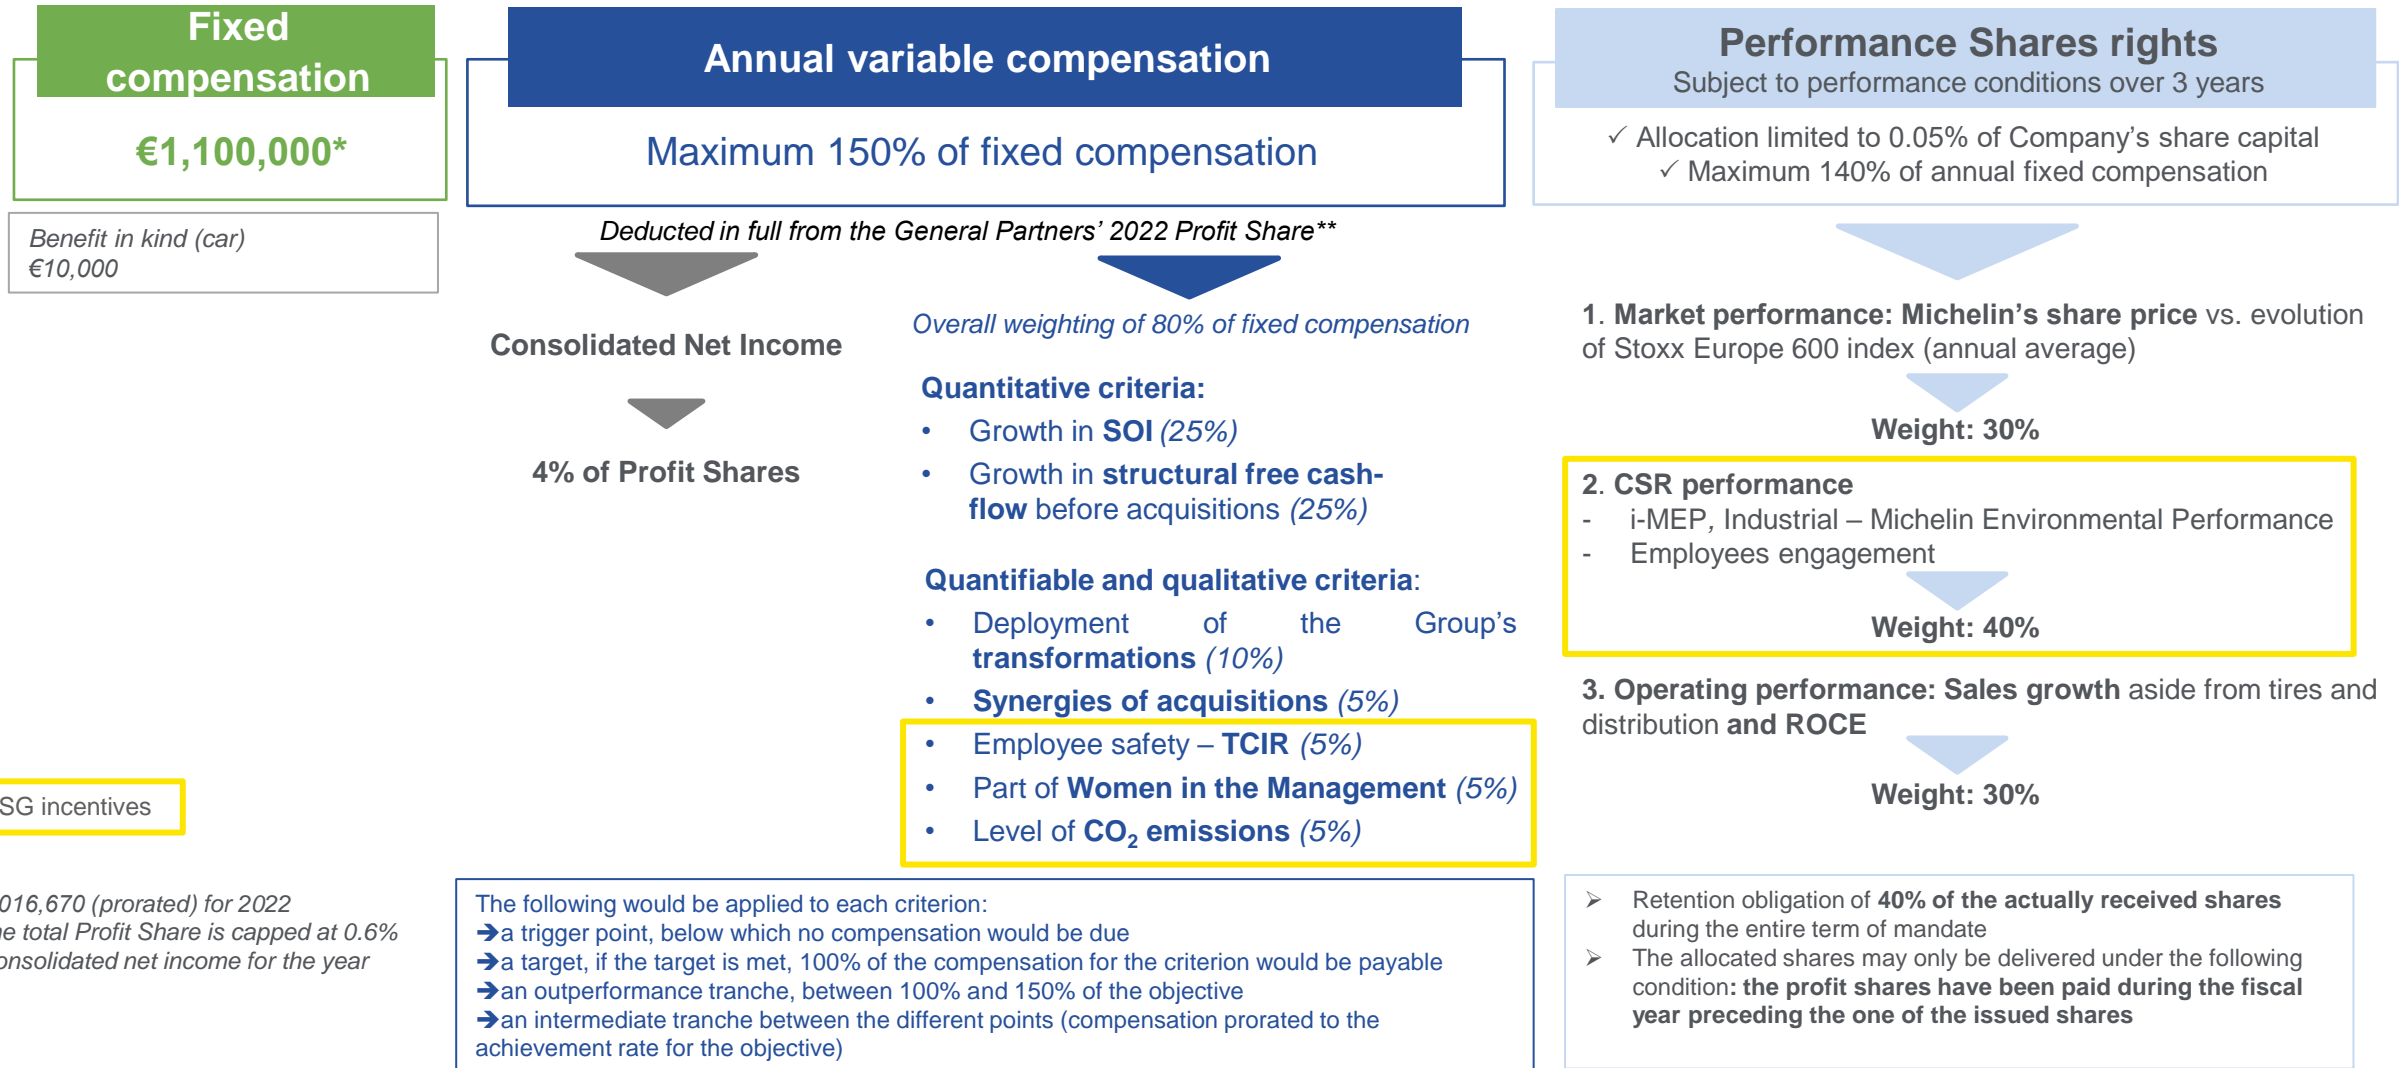 Fixed
compensation
€1,100,000*
Benefit in kind (car)
€10,000
Annual variable compensation
Maximum 150% of fixed compensation
Deducted in full from the General Partners’ 2022 Profit Share**
Consolidated Net Income
4% of Profit Shares
Overall weighting of 80% of fixed compensation
Quantitative criteria:
• Growth in SOI (25%)
• Growth in structural free cash-
flow before acquisitions (25%)
Quantifiable and qualitative criteria:
• Deployment of the Group’s
transformations (10%)
• Synergies of acquisitions (5%)
• Employee safety – TCIR (5%)
• Part of Women in the Management (5%)
• Level of CO₂ emissions (5%)
Performance Shares rights
Subject to performance conditions over 3 years
✓ Allocation limited to 0.05% of Company’s share capital
✓ Maximum 140% of annual fixed compensation
1. Market performance: Michelin’s share price vs. evolution
of Stoxx Europe 600 index (annual average)
Weight: 30%
2. CSR performance
- i-MEP, Industrial – Michelin Environmental Performance
- Employees engagement
Weight: 40%
3. Operating performance: Sales growth aside from tires and
distribution and ROCE
Weight: 30%
SG incentives
016,670 (prorated) for 2022
total Profit Share is capped at 0.6%
onsolidated net income for the year
The following would be applied to each criterion:
➔a trigger point, below which no compensation would be due
➔a target, if the target is met, 100% of the compensation for the criterion would be payable
➔an outperformance tranche, between 100% and 150% of the objective
➔an intermediate tranche between the different points (compensation prorated to the
achievement rate for the objective)
➢ Retention obligation of 40% of the actually received shares
during the entire term of mandate
➢ The allocated shares may only be delivered under the following
condition: the profit shares have been paid during the fiscal
year preceding the one of the issued shares